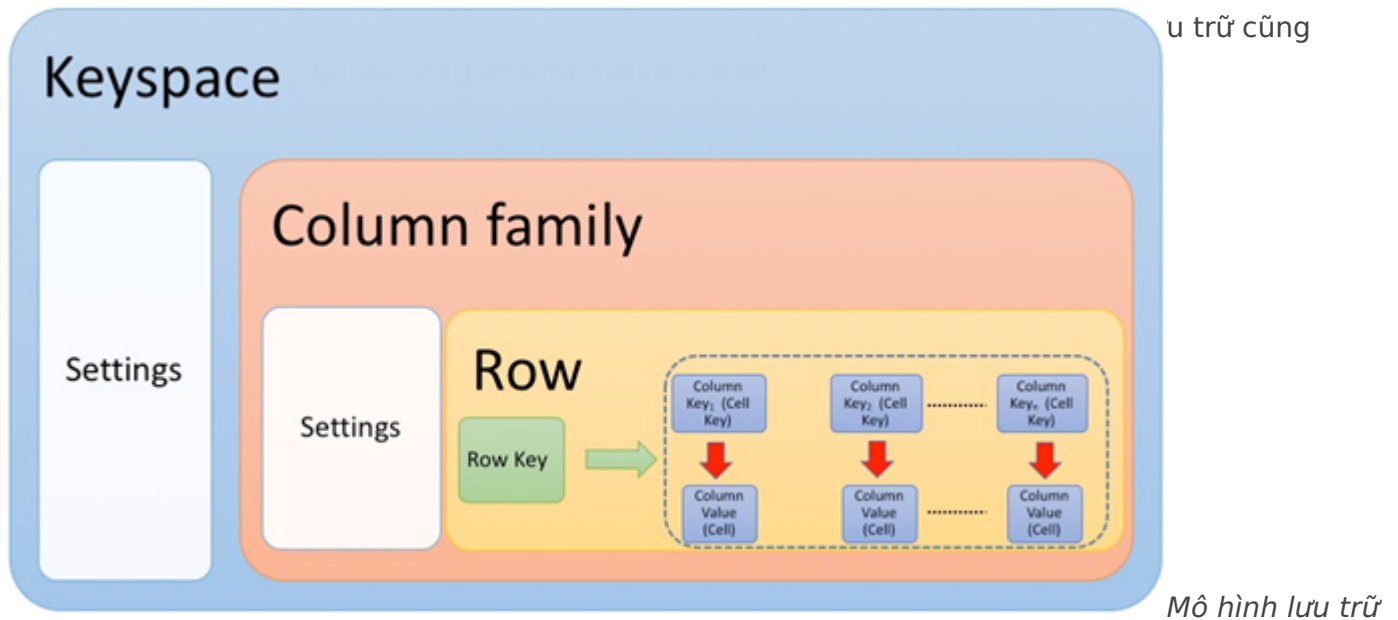 u trữ cũng
Keyspace
Settings
Column family
Settings
Row
Row Key
Column
Key₁ (Cell
Key)
Column
Key₂ (Cell
Key)
Column
Keyₙ (Cell
Key)
Column
Value
(Cell)
Column
Value
(Cell)
Column
Value
(Cell)
Mô hình lưu trữ